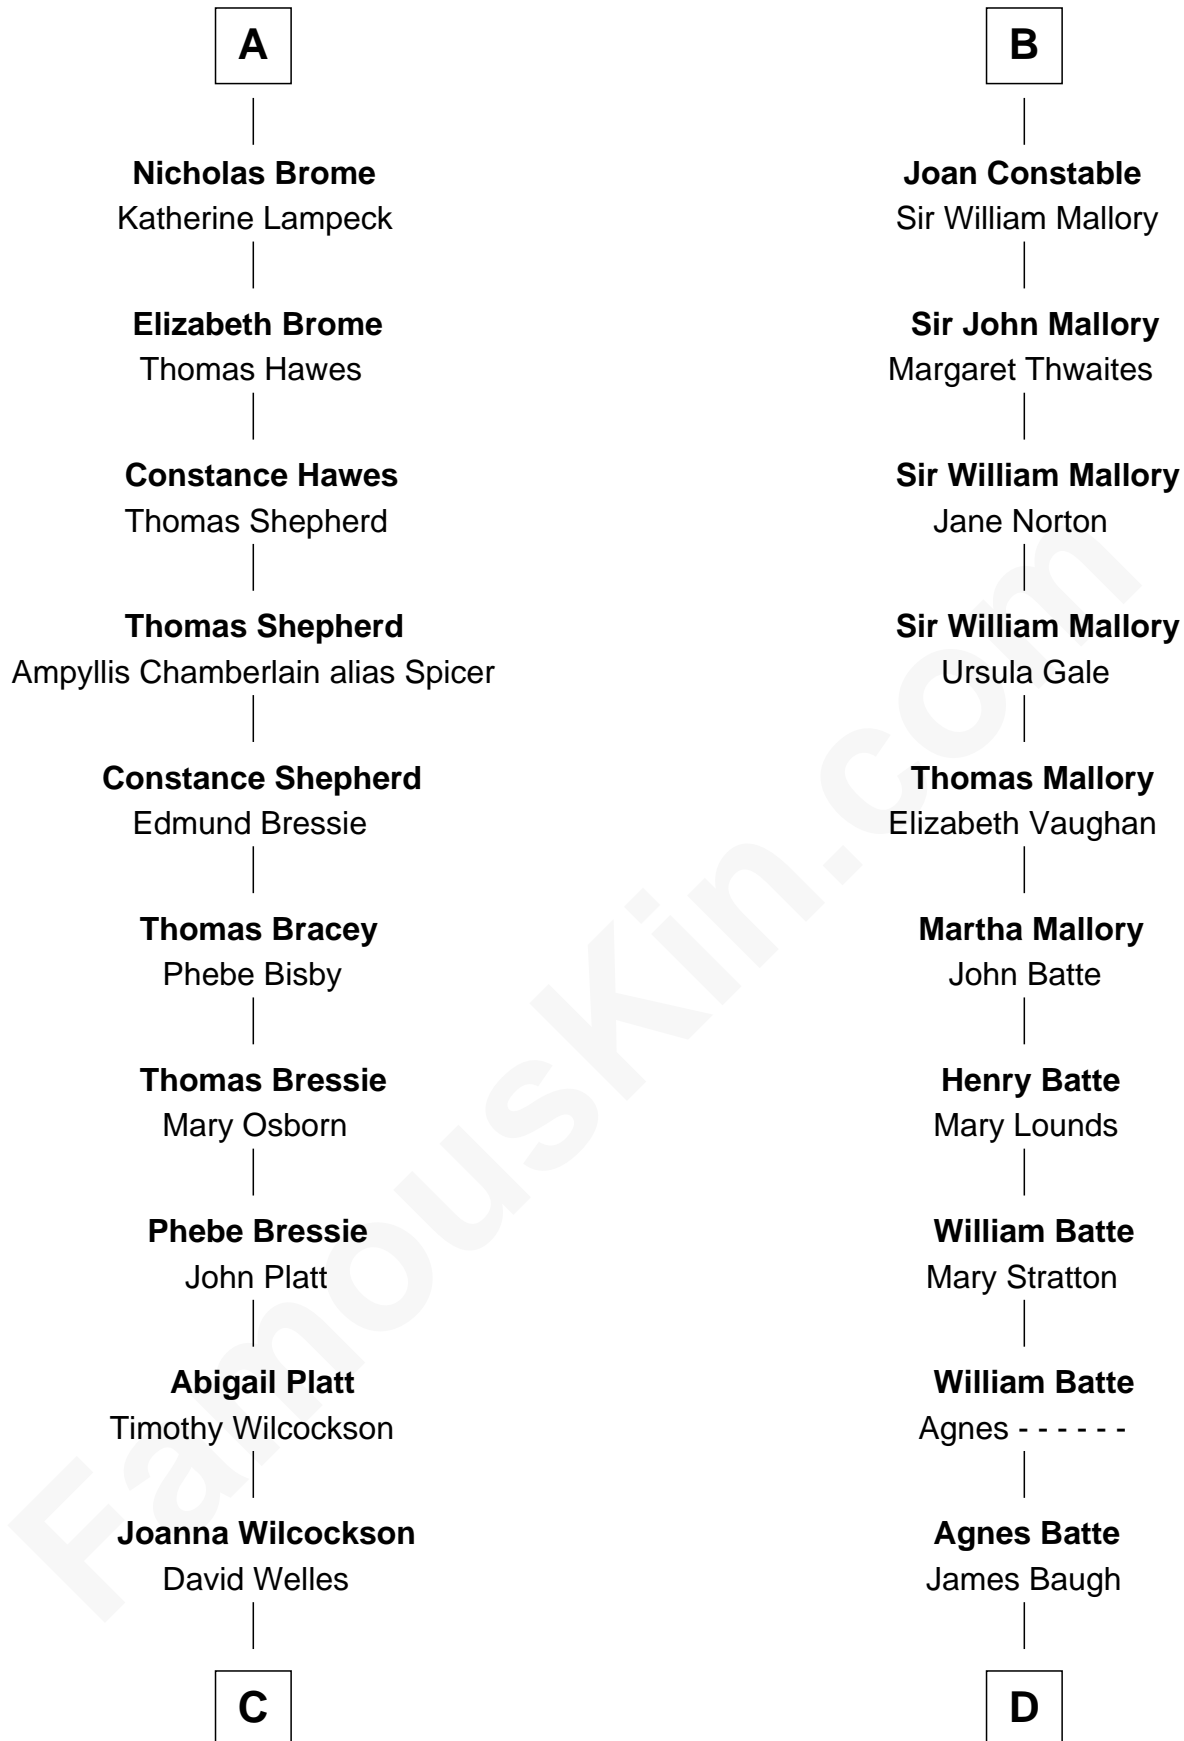 A
Nicholas Brome
Katherine Lampeck
Elizabeth Brome
Thomas Hawes
Constance Hawes
Thomas Shepherd
Thomas Shepherd
Ampyllis Chamberlain alias Spicer
Constance Shepherd
Edmund Bressie
Thomas Bracey
Phebe Bisby
Thomas Bressie
Mary Osborn
Phebe Bressie
John Platt
Abigail Platt
Timothy Wilcockson
Joanna Wilcockson
David Welles
C
B
Joan Constable
Sir William Mallory
Sir John Mallory
Margaret Thwaites
Sir William Mallory
Jane Norton
Sir William Mallory
Ursula Gale
Thomas Mallory
Elizabeth Vaughan
Martha Mallory
John Batte
Henry Batte
Mary Lounds
William Batte
Mary Stratton
William Batte
Agnes - - - - - -
Agnes Batte
James Baugh
D
FamousKin.com